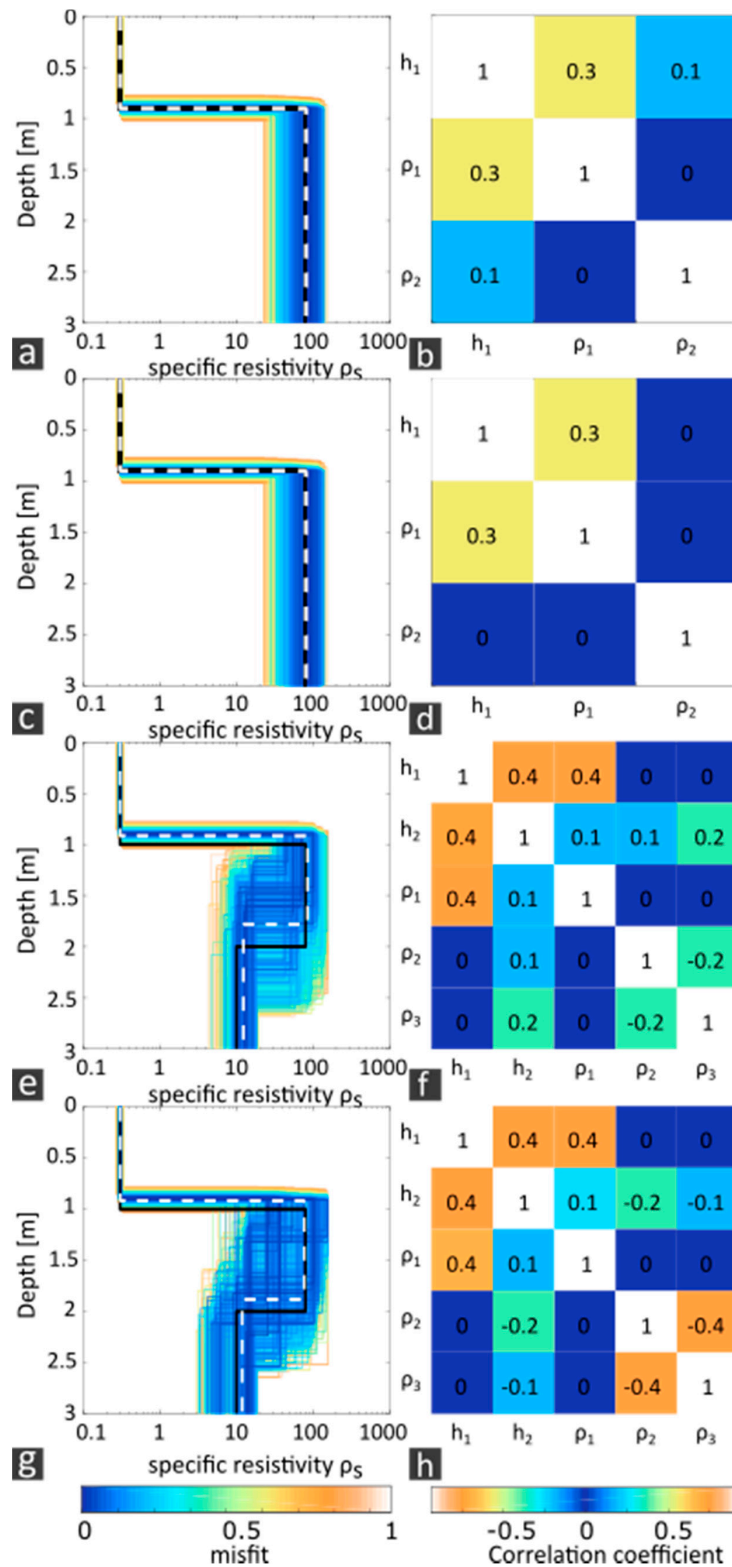 0 0.5 1 1.5 2 2.5 3
Depth [m]
0.1 1 10 100 1000
specific resistivity ρS
a
h1 1 0.3 0.1
ρ1 0.3 1 0
ρ2 0.1 0 1
h1 ρ1 ρ2
b
0 0.5 1 1.5 2 2.5 3
Depth [m]
0.1 1 10 100 1000
specific resistivity ρS
c
h1 1 0.3 0
ρ1 0.3 1 0
ρ2 0 0 1
h1 ρ1 ρ2
d
0 0.5 1 1.5 2 2.5 3
Depth [m]
0.1 1 10 100 1000
specific resistivity ρS
e
h1 1 0.4 0.4 0 0
h2 0.4 1 0.1 0.1 0.2
ρ1 0.4 0.1 1 0 0
ρ2 0 0.1 0 1 -0.2
ρ3 0 0.2 0 -0.2 1
h1 h2 ρ1 ρ2 ρ3
f
0 0.5 1 1.5 2 2.5 3
Depth [m]
0.1 1 10 100 1000
specific resistivity ρS
g
h1 1 0.4 0.4 0 0
h2 0.4 1 0.1 -0.2 -0.1
ρ1 0.4 0.1 1 0 0
ρ2 0 -0.2 0 1 -0.4
ρ3 0 -0.1 0 -0.4 1
h1 h2 ρ1 ρ2 ρ3
h
0 0.5 1
misfit
-0.5 0 0.5
Correlation coefficient